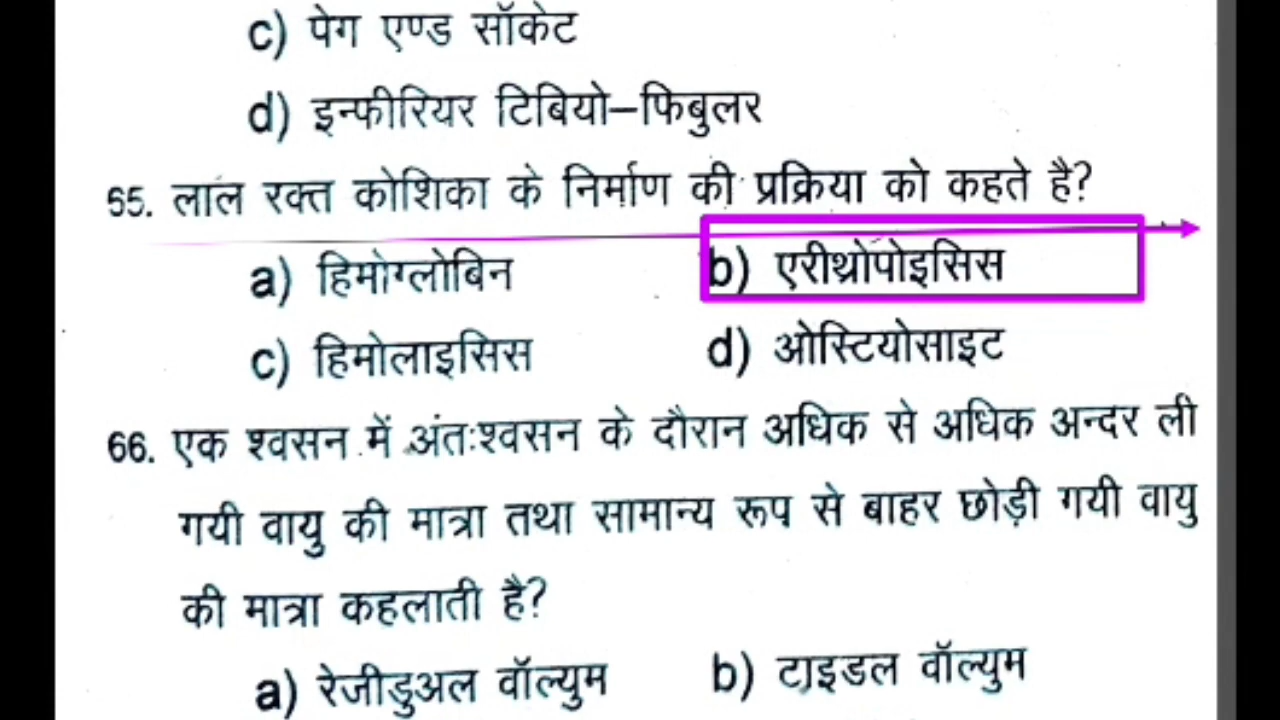 c) पेग एण्ड सॉकेट
d) इन्फीरियर टिबियो–फिबुलर
55. लाल रक्त कोशिका के निर्माण की प्रक्रिया को कहते है?
a) हिमोग्लोबिन b) एरीथ्रोपोइसिस
c) हिमोलाइसिस d) ओस्टियोसाइट
66. एक श्वसन में अंतःश्वसन के दौरान अधिक से अधिक अन्दर ली
गयी वायु की मात्रा तथा सामान्य रूप से बाहर छोड़ी गयी वायु
की मात्रा कहलाती है?
a) रेजीडुअल वॉल्युम b) टाइडल वॉल्युम